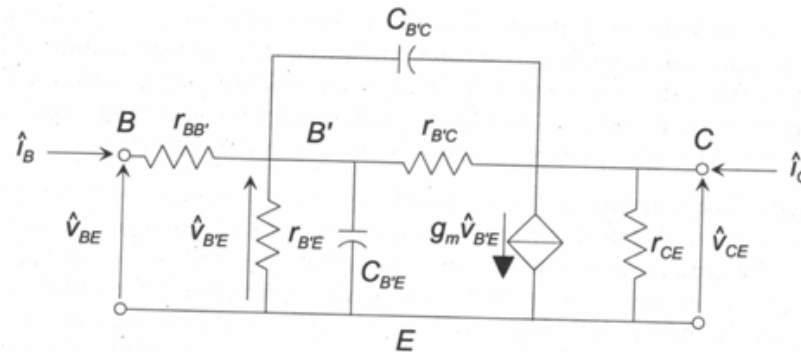 C_{B'C}
B r_{BB'} B' r_{B'C} C
î_B
î_C
v̂_{BE} v̂_{B'E} r_{B'E} C_{B'E} g_m v̂_{B'E} r_{CE} v̂_{CE}
E